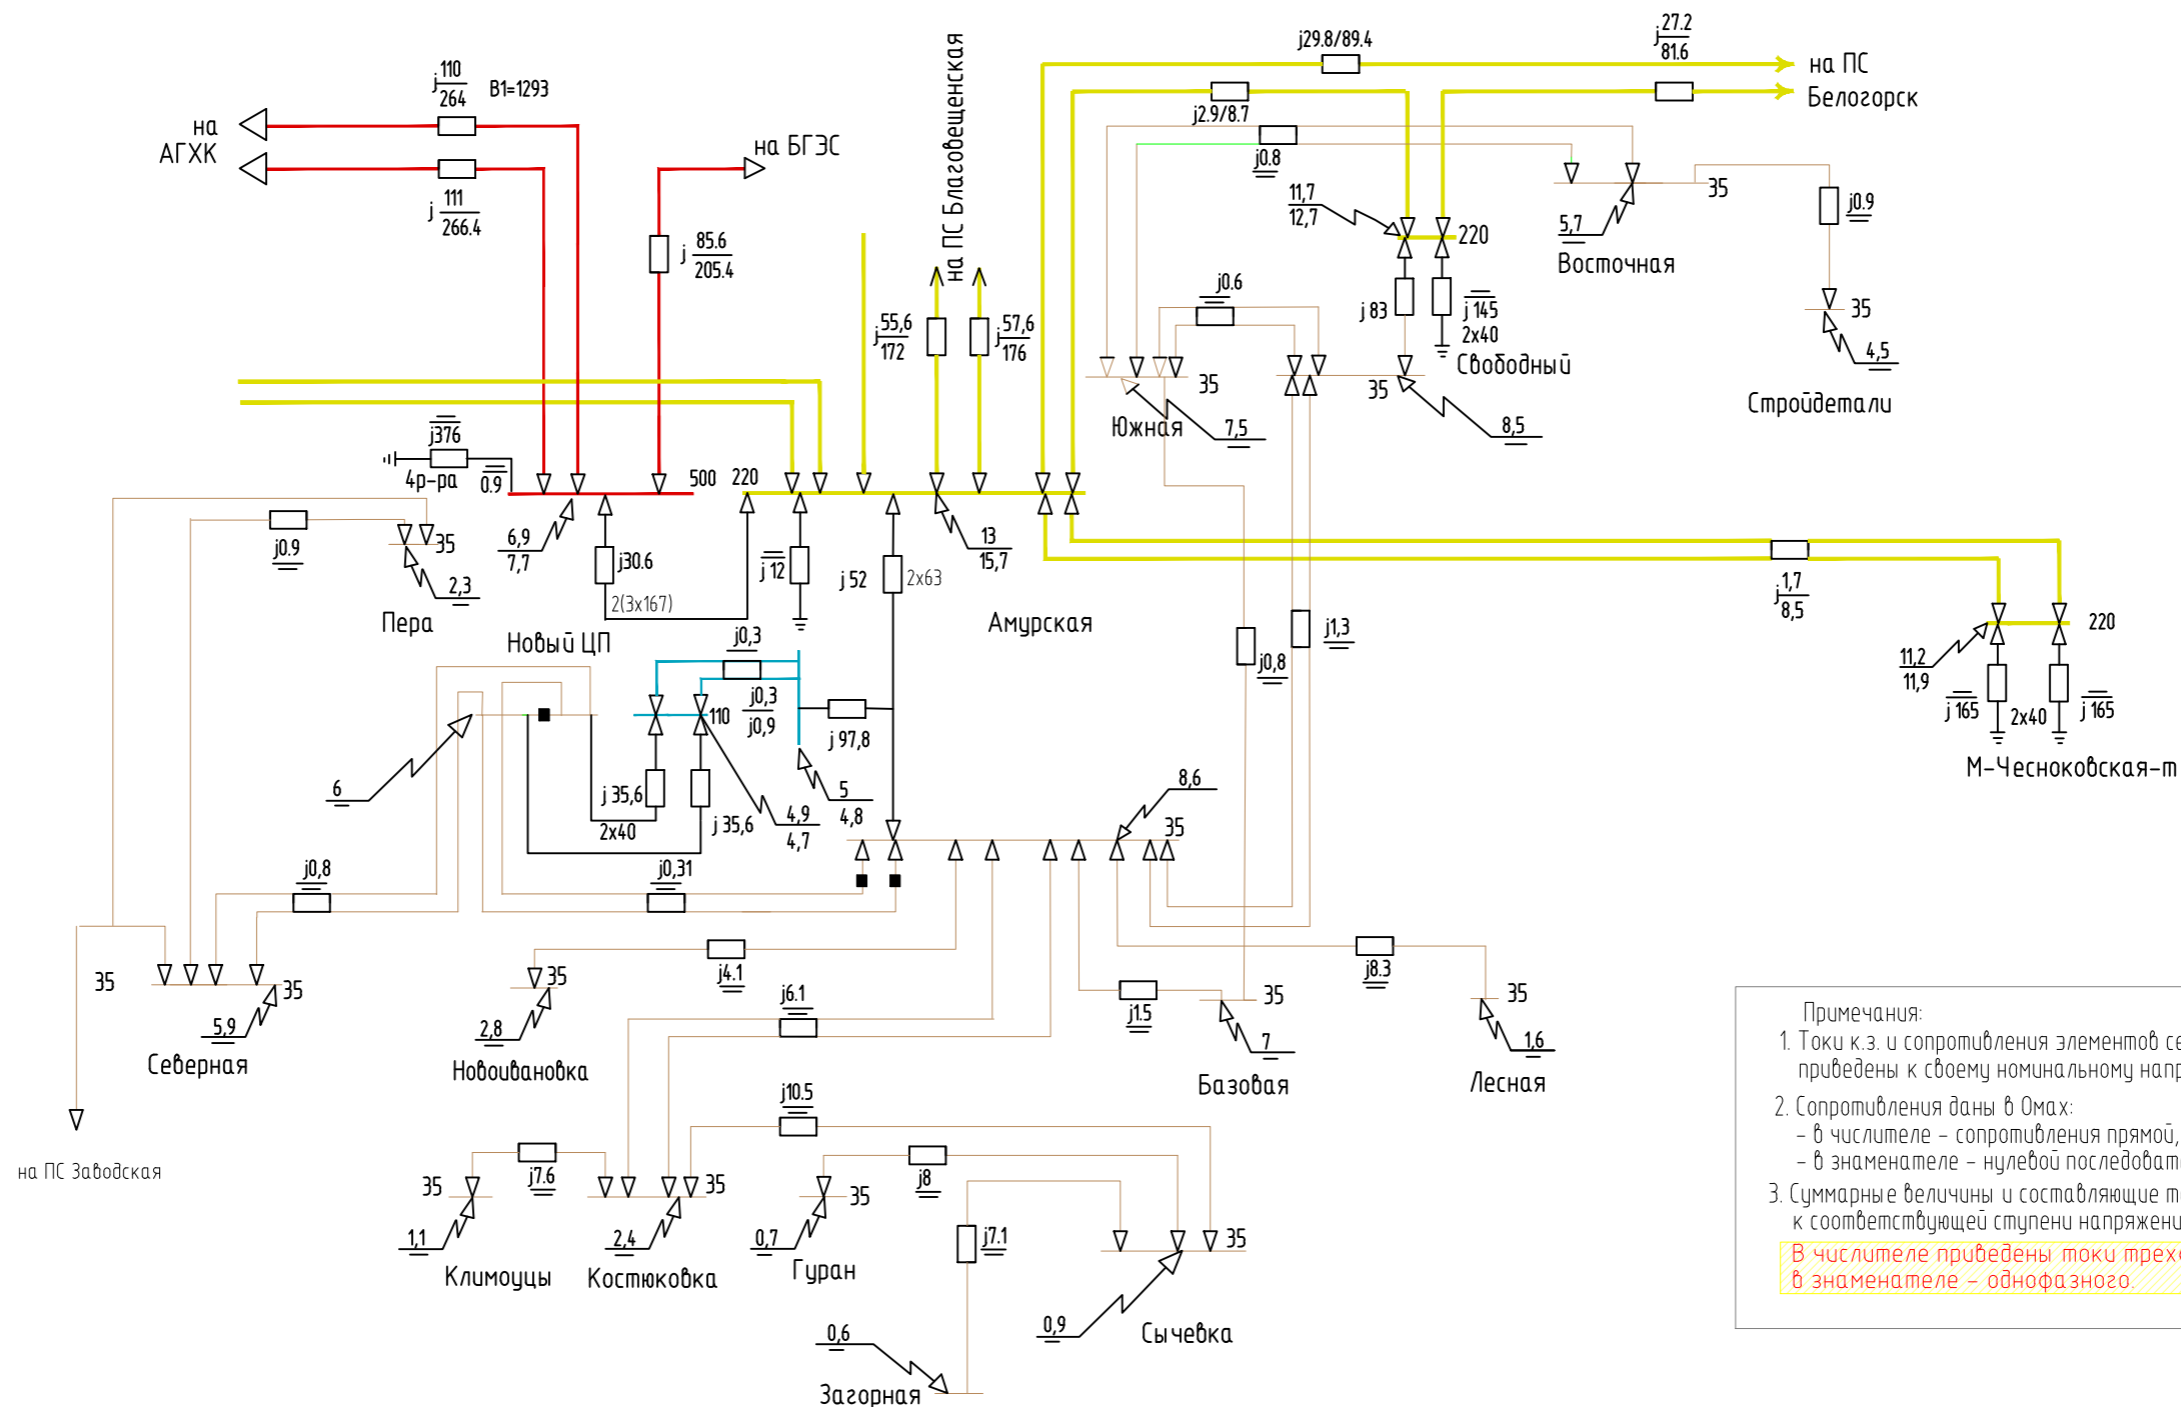 на
АГХК
j110
264
В1=1293
j 111
266.4
на БГЭС
j 85.6
205.4
на ПС Благовещенская
j55,6
172
j57,6
176
j29.8/89.4
j27.2
81.6
на ПС
Белогорск
j2.9/8.7
j0.8
11,7
12,7
220
j 83
j 145
2x40
Свободный
35
8,5
5,7
35
Восточная
j0.9
35
4,5
Стройдетали
j0.6
35
Южная
7,5
j376
4р-ра
0.9
500
220
6,9
7,7
j30.6
2(3x167)
Новый ЦП
j 12
j 52
2x63
13
15,7
Амурская
j0.9
35
2,3
Пера
j0,3
j0,3
j0,9
110
j 97,8
6
j 35,6
2x40
j 35,6
4,9
4,7
5
4,8
8,6
35
j0,8
j1,3
j1,7
8,5
220
11,2
11,9
j 165
2x40
j 165
М-Чесноковская-т
j0,8
j0,31
35
35
5,9
Северная
на ПС Заводская
j4.1
35
2,8
Новоивановка
j6.1
j1.5
35
7
Базовая
j8.3
35
1,6
Лесная
j10.5
j7.6
35
1,1
Климоуцы
35
2,4
Костюковка
j8
35
0,7
Гуран
j7.1
35
0,9
Сычевка
0,6
Загорная
Примечания:
1. Токи к.з. и сопротивления элементов се
приведены к своему номинальному напр
2. Сопротивления даны в Омах:
- в числителе - сопротивления прямой,
- в знаменателе - нулевой последоват
3. Суммарные величины и составляющие т
к соответствующей ступени напряжени
В числителе приведены токи трех
в знаменателе - однофазного.